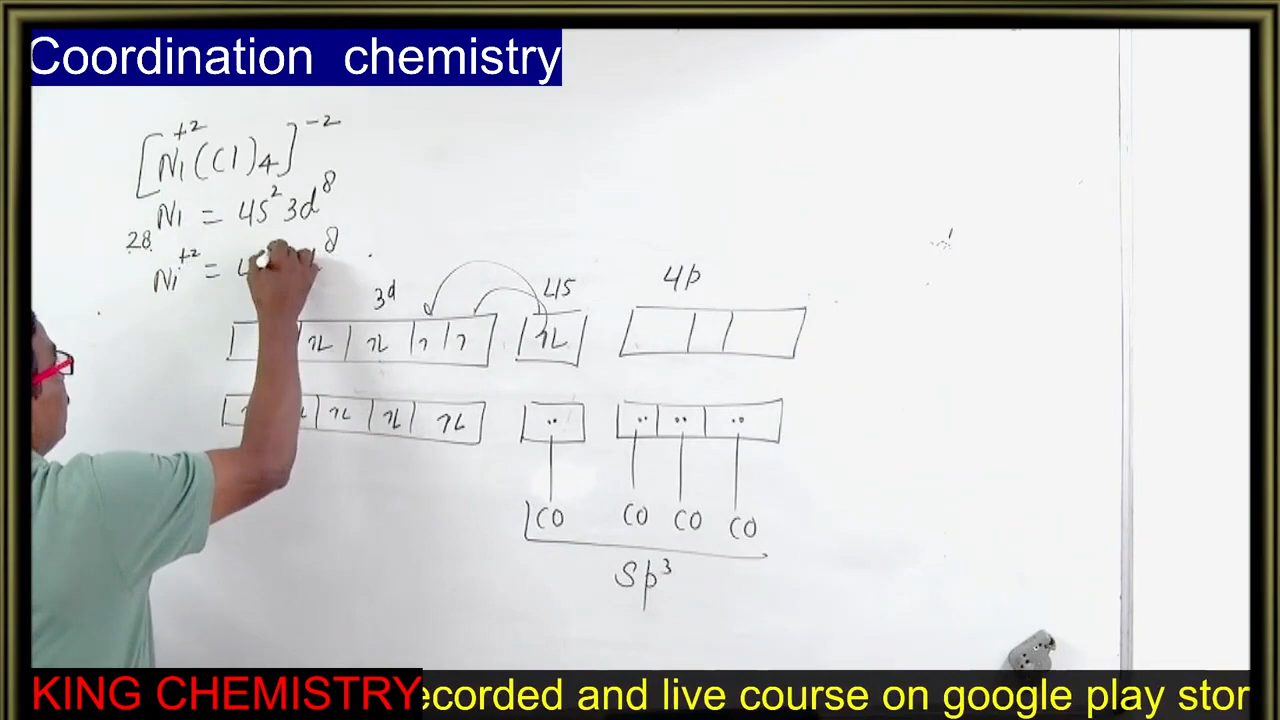 Coordination chemistry
+2
[Ni(Cl)4]-2
Ni = 4s2 3d8
28
Ni+2 = 4 8
3d 4s 4p
CO CO CO CO
Sp3
KING CHEMISTRY ecorded and live course on google play stor